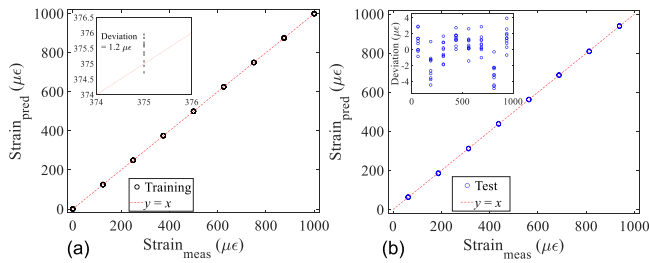 1000
800
600
400
200
0
Strain_pred (με)
376.5
376
375.5
375
374.5
374
374 375 376
Deviation
= 1.2 με
Training
y = x
0 200 400 600 800 1000
Strain_meas (με)
(a)
1000
800
600
400
200
0
Strain_pred (με)
4
2
0
-2
-4
Deviation (με)
0 500 1000
Test
y = x
0 200 400 600 800 1000
Strain_meas (με)
(b)